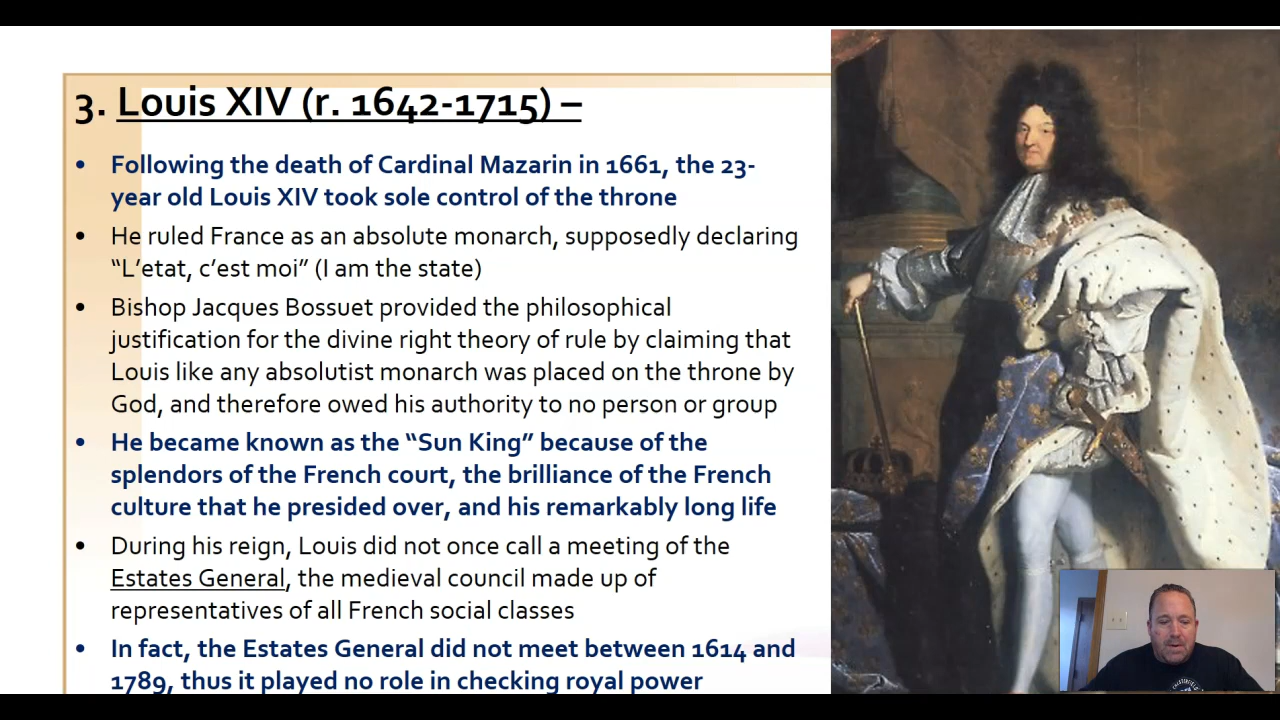 3. Louis XIV (r. 1642-1715) –
• Following the death of Cardinal Mazarin in 1661, the 23-
year old Louis XIV took sole control of the throne
• He ruled France as an absolute monarch, supposedly declaring
“L’etat, c’est moi” (I am the state)
• Bishop Jacques Bossuet provided the philosophical
justification for the divine right theory of rule by claiming that
Louis like any absolutist monarch was placed on the throne by
God, and therefore owed his authority to no person or group
• He became known as the “Sun King” because of the
splendors of the French court, the brilliance of the French
culture that he presided over, and his remarkably long life
• During his reign, Louis did not once call a meeting of the
Estates General, the medieval council made up of
representatives of all French social classes
• In fact, the Estates General did not meet between 1614 and
1789, thus it played no role in checking royal power